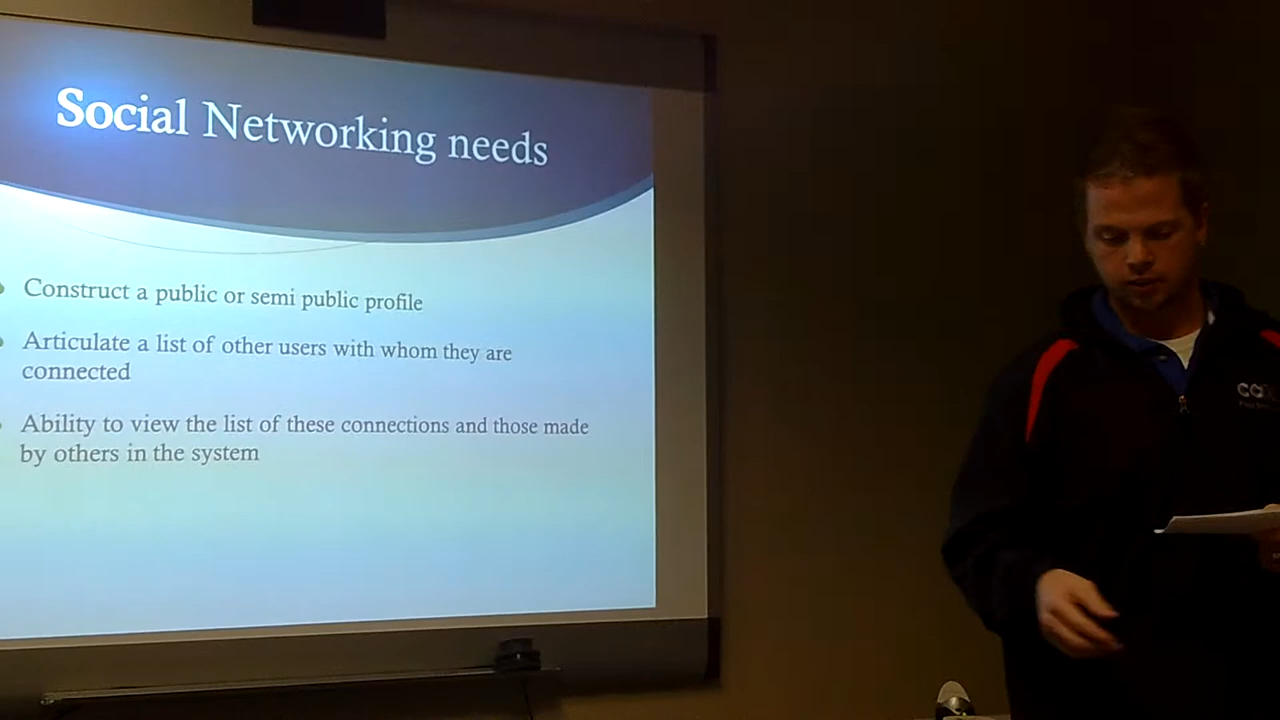 Social Networking needs
Construct a public or semi public profile
Articulate a list of other users with whom they are
connected
Ability to view the list of these connections and those made
by others in the system